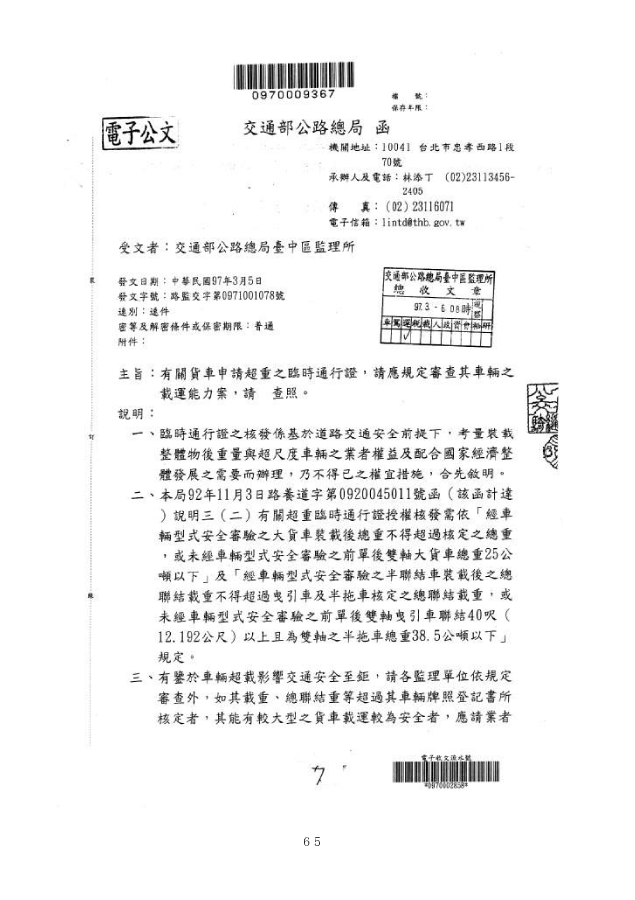 0970009367
檔 號：
保存年限：
電子公文
交通部公路總局 函
機關地址：10041 台北市忠孝西路1段
70號
承辦人及電話：林添丁 (02)23113456-
2405
傳 真：(02) 23116071
電子信箱：lintd@thb.gov.tw
受文者：交通部公路總局臺中區監理所
裝
發文日期：中華民國97年3月5日
發文字號：路監交字第0971001078號
速別：速件
密等及解密條件或保密期限：普通
附件：
交通部公路總局臺中區監理所
總 收 文 章
97. 3. - 6 08時
主旨：有關貨車申請超重之臨時通行證，請應規定審查其車輛之
載運能力案，請 查照。
說明：
訂
一、臨時通行證之核發係基於道路交通安全前提下，考量裝載
整體物後重量與超尺度車輛之業者權益及配合國家經濟整
體發展之需要而辦理，乃不得已之權宜措施，合先敘明。
二、本局92年11月3日路養道字第0920045011號函（該函計達
）說明三（二）有關超重臨時通行證授權核發需依「經車
輛型式安全審驗之大貨車裝載後總重不得超過核定之總重
，或未經車輛型式安全審驗之前單後雙軸大貨車總重25公
噸以下」及「經車輛型式安全審驗之半聯結車裝載後之總
聯結載重不得超過曳引車及半拖車核定之總聯結載重，或
線
未經車輛型式安全審驗之前單後雙軸曳引車聯結40呎（
12.192公尺）以上且為雙軸之半拖車總重38.5公噸以下」
規定。
三、有鑒於車輛超載影響交通安全至鉅，請各監理單位依規定
審查外，如其載重、總聯結重等超過其車輛牌照登記書所
核定者，其能有較大型之貨車載運較為安全者，應請業者
電子收文流水號
*0970002858*
65